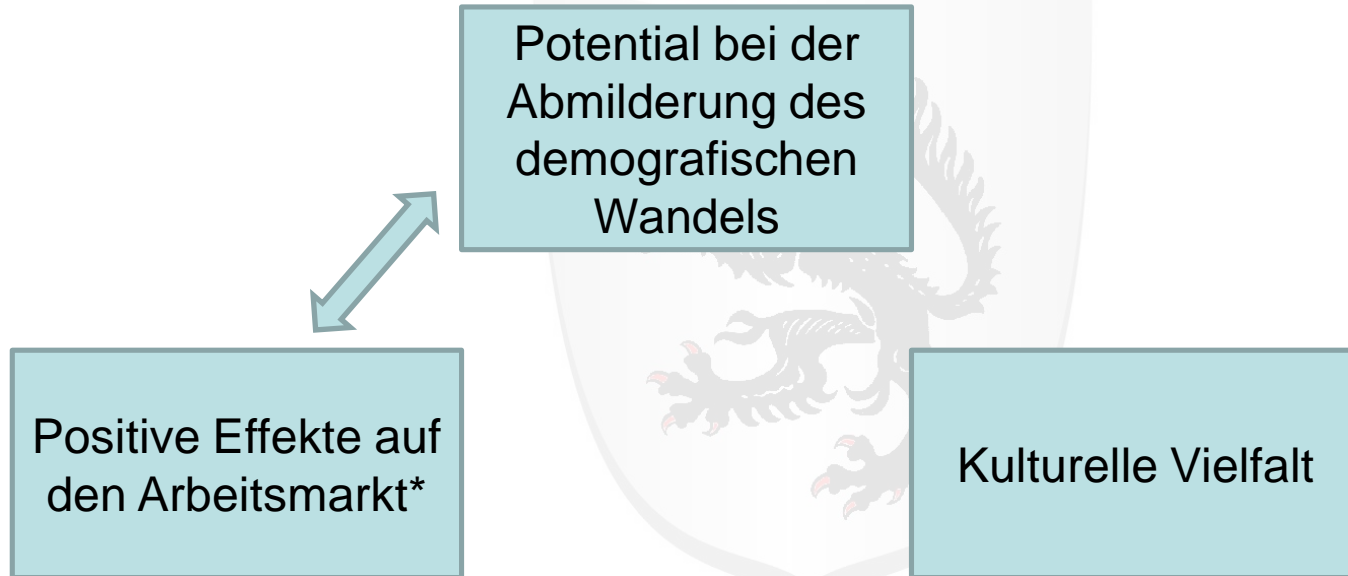 Potential bei der
Abmilderung des
demografischen
Wandels
Positive Effekte auf
den Arbeitsmarkt*
Kulturelle Vielfalt